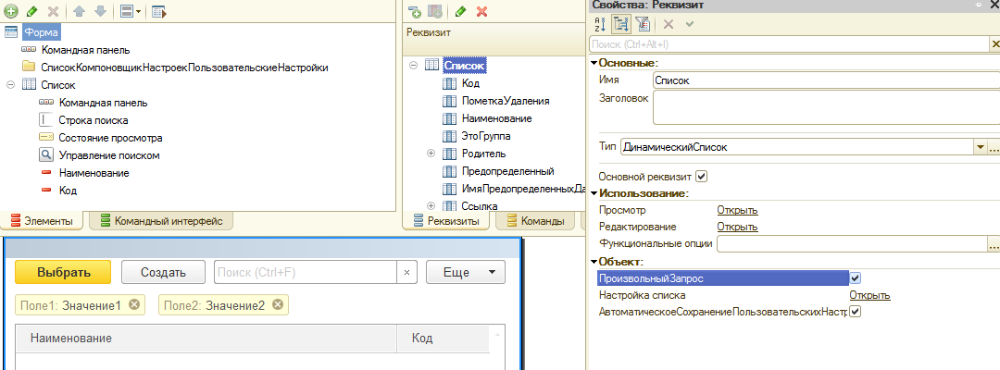 Форма
Командная панель
СписокКомпоновщикНастроекПользовательскиеНастройки
Список
Командная панель
Строка поиска
Состояние просмотра
Управление поиском
Наименование
Код
Элементы
Командный интерфейс
Реквизит
Список
Код
ПометкаУдаления
Наименование
ЭтоГруппа
Родитель
Предопределенный
ИмяПредопределенныхДа
Ссылка
Реквизиты
Команды
Свойства: Реквизит
Поиск (Ctrl+Alt+I)
Основные:
Имя Список
Заголовок
Тип ДинамическийСписок
Основной реквизит
Использование:
Просмотр Открыть
Редактирование Открыть
Функциональные опции
Объект:
ПроизвольныйЗапрос
Настройка списка Открыть
АвтоматическоеСохранениеПользовательскихНастр
Выбрать Создать Поиск (Ctrl+F) × Еще
Поле1: Значение1 Поле2: Значение2
Наименование Код